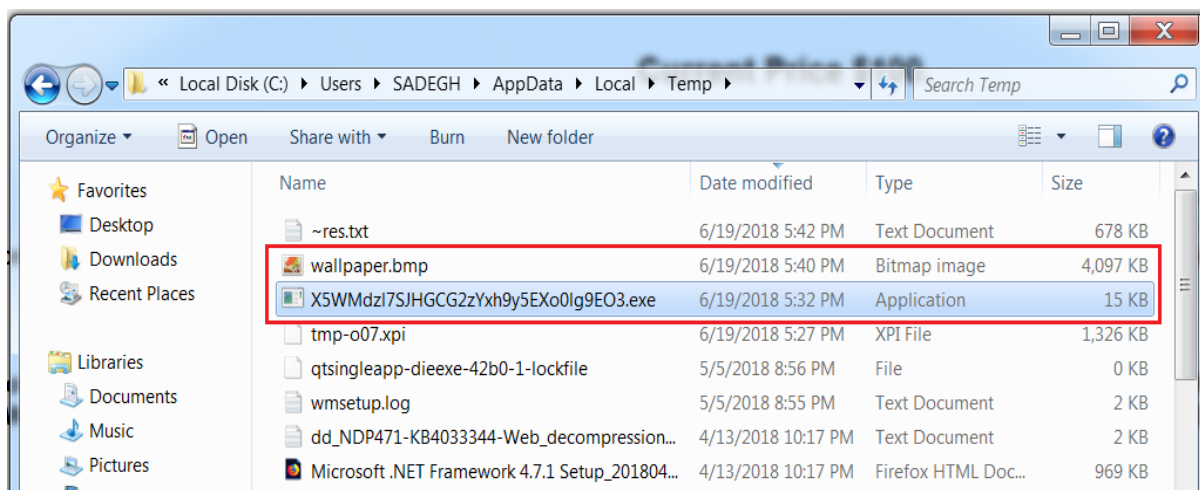 Current Price $100
« Local Disk (C:) ▸ Users ▸ SADEGH ▸ AppData ▸ Local ▸ Temp ▸ Search Temp
Organize Open Share with Burn New folder
Favorites
Desktop
Downloads
Recent Places
Libraries
Documents
Music
Pictures
Name Date modified Type Size
~res.txt 6/19/2018 5:42 PM Text Document 678 KB
wallpaper.bmp 6/19/2018 5:40 PM Bitmap image 4,097 KB
X5WMdzI7SJHGCG2zYxh9y5EXo0Ig9EO3.exe 6/19/2018 5:32 PM Application 15 KB
tmp-o07.xpi 6/19/2018 5:27 PM XPI File 1,326 KB
qtsingleapp-dieexe-42b0-1-lockfile 5/5/2018 8:56 PM File 0 KB
wmsetup.log 5/5/2018 8:55 PM Text Document 2 KB
dd_NDP471-KB4033344-Web_decompression... 4/13/2018 10:17 PM Text Document 2 KB
Microsoft .NET Framework 4.7.1 Setup_201804... 4/13/2018 10:17 PM Firefox HTML Doc... 969 KB